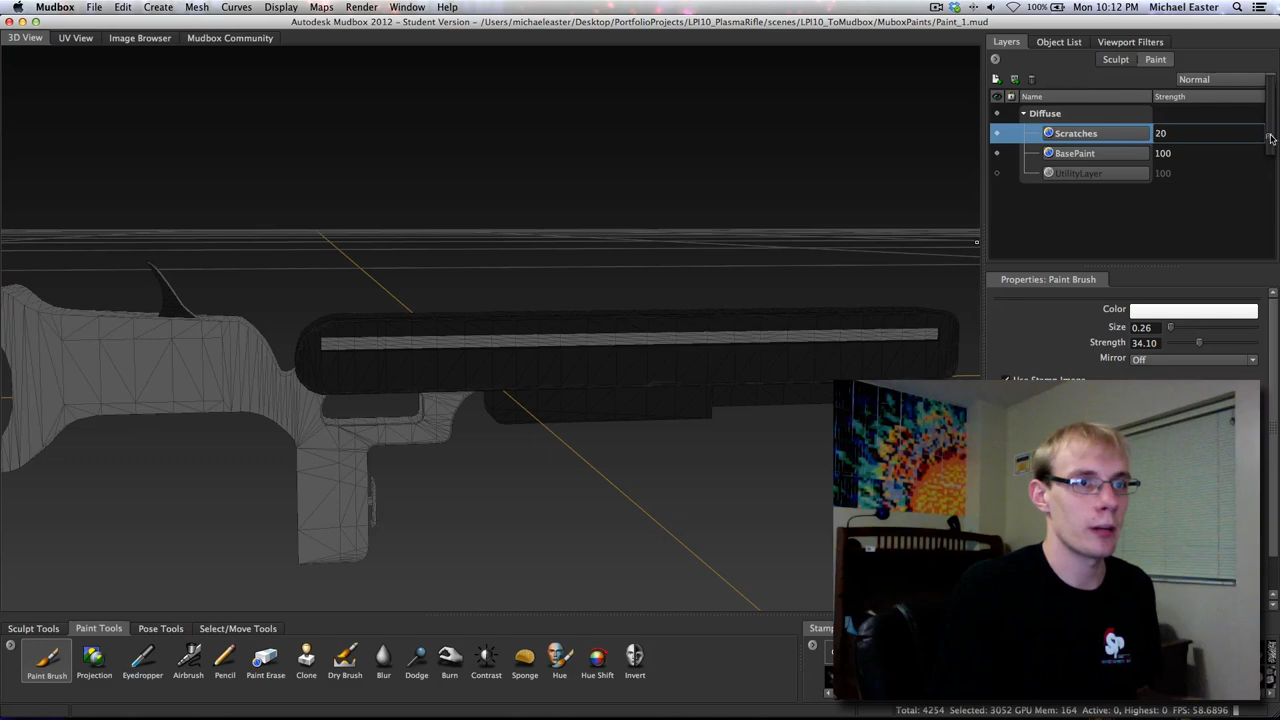 Mudbox File Edit Create Mesh Curves Display Maps Render Window Help 100% Mon 10:12 PM Michael Easter
Autodesk Mudbox 2012 - Student Version - /Users/michaeleaster/Desktop/PortfolioProjects/LPI10_PlasmaRifle/scenes/LPI10_ToMudbox/MuboxPaints/Paint_1.mud
3D View UV View Image Browser Mudbox Community
Layers Object List Viewport Filters
Sculpt Paint
Normal
Name Strength
Diffuse
Scratches 20
BasePaint 100
UtilityLayer 100
Properties: Paint Brush
Color
Size 0.26
Strength 34.10
Mirror Off
Use Stamp Image
Sculpt Tools Paint Tools Pose Tools Select/Move Tools Stamp
Paint Brush Projection Eyedropper Airbrush Pencil Paint Erase Clone Dry Brush Blur Dodge Burn Contrast Sponge Hue Hue Shift Invert
SP
Total: 4254 Selected: 3052 GPU Mem: 164 Active: 0, Highest: 0 FPS: 58.6896